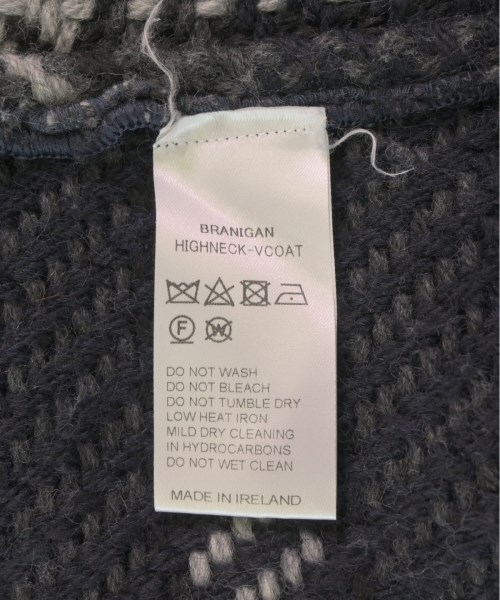 BRANIGAN
HIGHNECK-VCOAT
F W
DO NOT WASH
DO NOT BLEACH
DO NOT TUMBLE DRY
LOW HEAT IRON
MILD DRY CLEANING
IN HYDROCARBONS
DO NOT WET CLEAN
MADE IN IRELAND